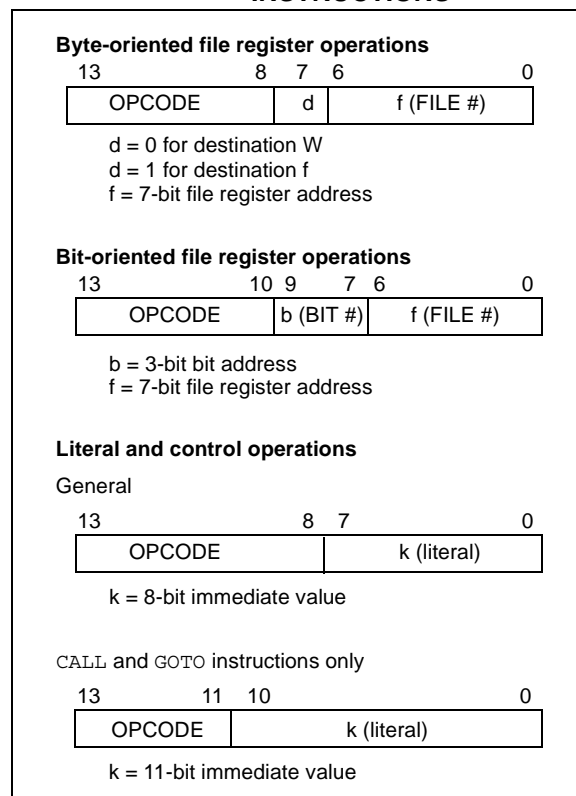 Byte-oriented file register operations
13 8 7 6 0
OPCODE d f (FILE #)
d = 0 for destination W
d = 1 for destination f
f = 7-bit file register address
Bit-oriented file register operations
13 10 9 7 6 0
OPCODE b (BIT #) f (FILE #)
b = 3-bit bit address
f = 7-bit file register address
Literal and control operations
General
13 8 7 0
OPCODE k (literal)
k = 8-bit immediate value
CALL and GOTO instructions only
13 11 10 0
OPCODE k (literal)
k = 11-bit immediate value